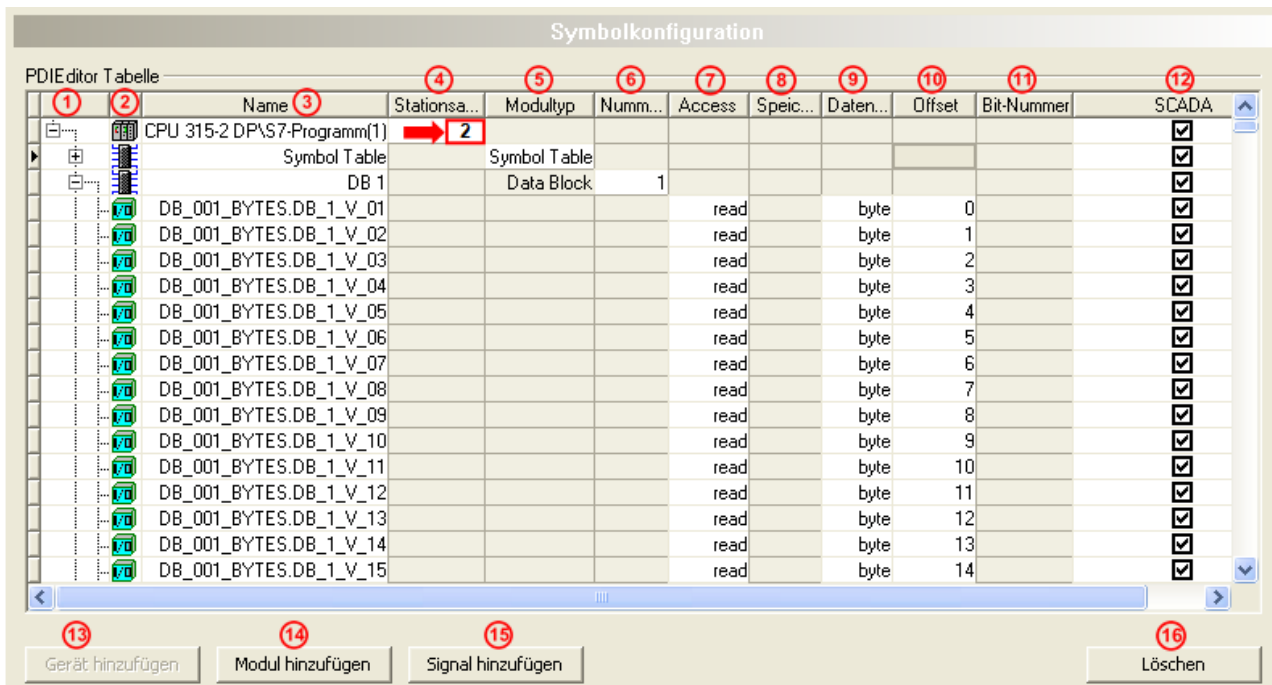 Symbolkonfiguration
PDIEditor Tabelle
1 2 Name 3 4 5 6 7 8 9 10 11 12
Stationsa... Modultyp Numm... Access Speic... Daten... Offset Bit-Nummer SCADA
CPU 315-2 DP\S7-Programm(1) 2
Symbol Table Symbol Table
DB 1 Data Block 1
I/O DB_001_BYTES.DB_1_V_01 read byte 0
I/O DB_001_BYTES.DB_1_V_02 read byte 1
I/O DB_001_BYTES.DB_1_V_03 read byte 2
I/O DB_001_BYTES.DB_1_V_04 read byte 3
I/O DB_001_BYTES.DB_1_V_05 read byte 4
I/O DB_001_BYTES.DB_1_V_06 read byte 5
I/O DB_001_BYTES.DB_1_V_07 read byte 6
I/O DB_001_BYTES.DB_1_V_08 read byte 7
I/O DB_001_BYTES.DB_1_V_09 read byte 8
I/O DB_001_BYTES.DB_1_V_10 read byte 9
I/O DB_001_BYTES.DB_1_V_11 read byte 10
I/O DB_001_BYTES.DB_1_V_12 read byte 11
I/O DB_001_BYTES.DB_1_V_13 read byte 12
I/O DB_001_BYTES.DB_1_V_14 read byte 13
I/O DB_001_BYTES.DB_1_V_15 read byte 14
13 14 15 16
Gerät hinzufügen Modul hinzufügen Signal hinzufügen Löschen